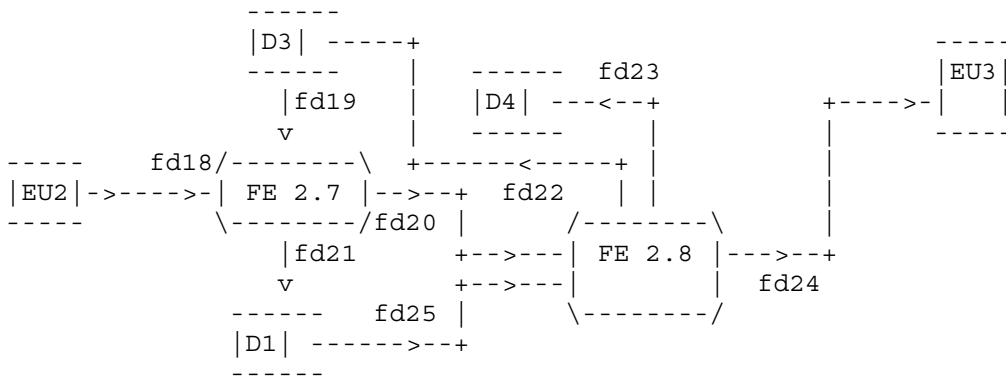 ------
        |D3| -----+                                -----
        ------    |   ------  fd23                 |EU3|
          |fd19   |   |D4| ---<--+          +---->-|   |
          v       |   ------     |          |      -----
-----    fd18/--------\  +------<-----+     |
|EU2|->---->-| FE 2.7 |-->--+  fd22   | |   |
-----        \--------/fd20 |      /--------\      |
                 |fd21      +-->---| FE 2.8 |--->--+
                 v          +-->---|        |  fd24
              ------   fd25 |      \--------/
              |D1| ------>--+
              ------